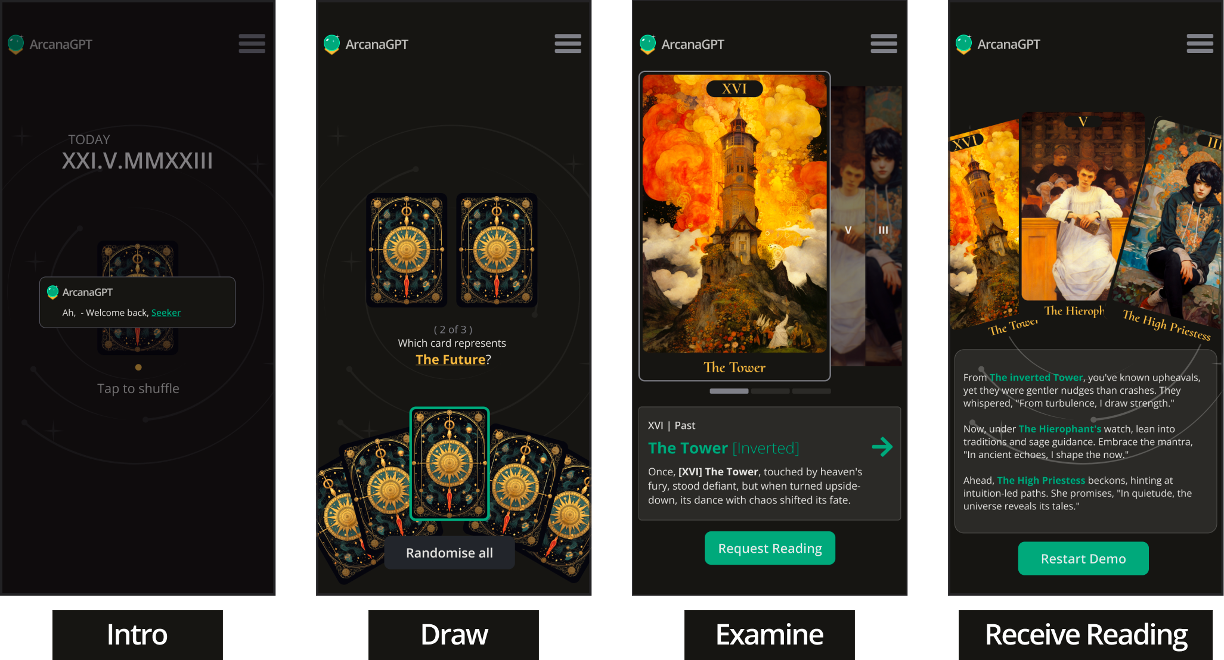 ArcanaGPT
TODAY
XXI.V.MMXXIII
ArcanaGPT
Ah,  - Welcome back, Seeker
Tap to shuffle
Intro
ArcanaGPT
( 2 of 3 )
Which card represents
The Future?
Randomise all
Draw
ArcanaGPT
XVI
V
III
The Tower
XVI | Past
The Tower [Inverted]
Once, [XVI] The Tower, touched by heaven's
fury, stood defiant, but when turned upside-
down, its dance with chaos shifted its fate.
Request Reading
Examine
ArcanaGPT
XVI
V
III
The Tower
The Hieroph
The High Priestess
From The inverted Tower, you've known upheavals,
yet they were gentler nudges than crashes. They
whispered, "From turbulence, I draw strength."
Now, under The Hierophant's watch, lean into
traditions and sage guidance. Embrace the mantra,
"In ancient echoes, I shape the now."
Ahead, The High Priestess beckons, hinting at
intuition-led paths. She promises, "In quietude, the
universe reveals its tales."
Restart Demo
Receive Reading